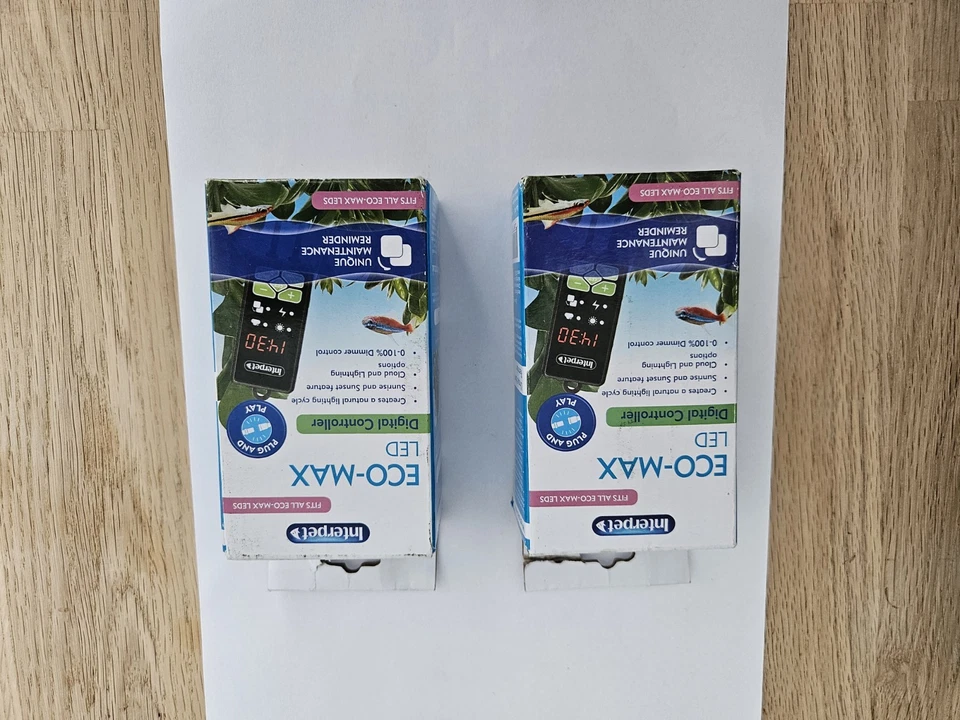 Interpet
FITS ALL ECO-MAX LEDS
ECO-MAX
LED
Digital Controller
PLUG AND
PLAY
• Creates a natural lighting cycle
• Sunrise and Sunset feature
• Cloud and Lightning
options
• 0-100% Dimmer control
Interpet
14:30
UNIQUE
MAINTENANCE
REMINDER
FITS ALL ECO-MAX LEDS
Interpet
FITS ALL ECO-MAX LEDS
ECO-MAX
LED
Digital Controller
PLUG AND
PLAY
• Creates a natural lighting cycle
• Sunrise and Sunset feature
• Cloud and Lightning
options
• 0-100% Dimmer control
Interpet
14:30
UNIQUE
MAINTENANCE
REMINDER
FITS ALL ECO-MAX LEDS